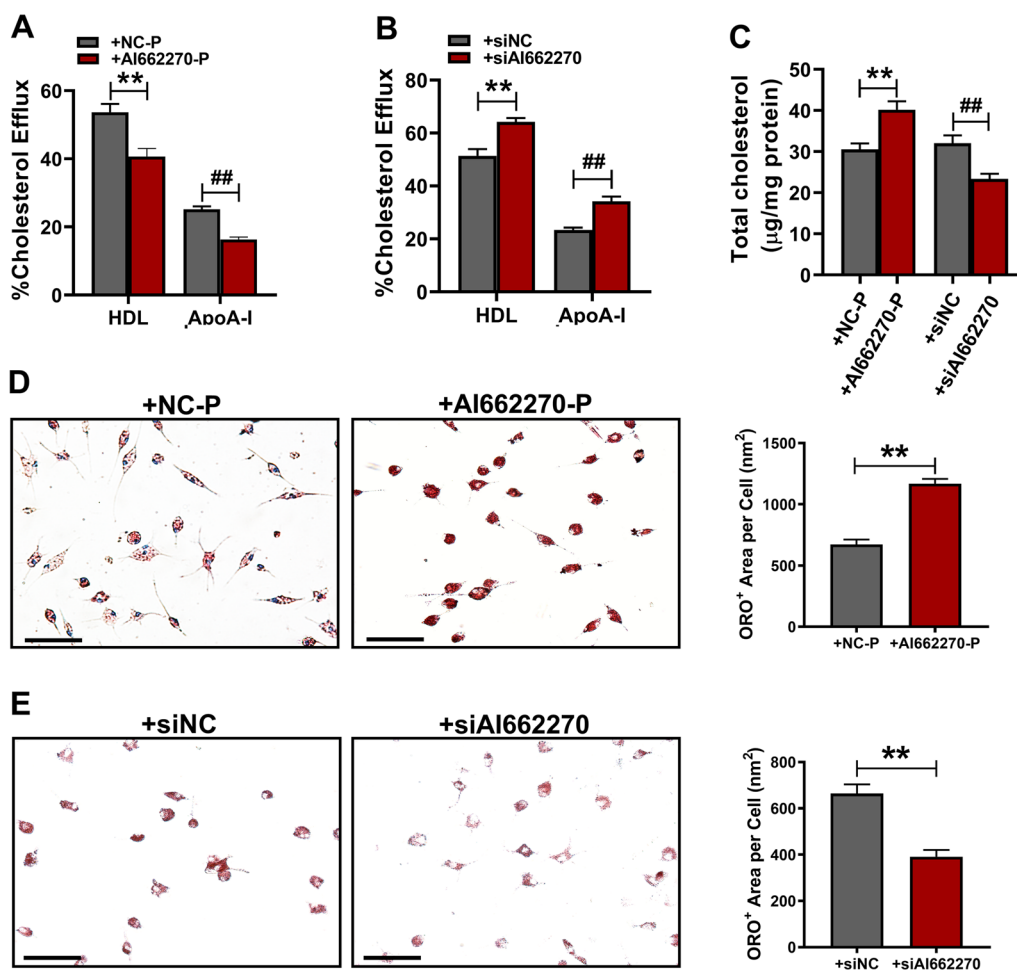 A
+NC-P
+AI662270-P
%Cholesterol Efflux
60
40
20
0
**
##
HDL
ApoA-I
B
+siNC
+siAI662270
%Cholesterol Efflux
80
60
40
20
0
**
##
HDL
ApoA-I
C
Total cholesterol
(μg/mg protein)
50
40
30
20
10
0
**
##
+NC-P
+AI662270-P
+siNC
+siAI662270
D
+NC-P
+AI662270-P
ORO+ Area per Cell (nm2)
1500
1000
500
0
**
+NC-P
+AI662270-P
E
+siNC
+siAI662270
ORO+ Area per Cell (nm2)
800
600
400
200
0
**
+siNC
+siAI662270